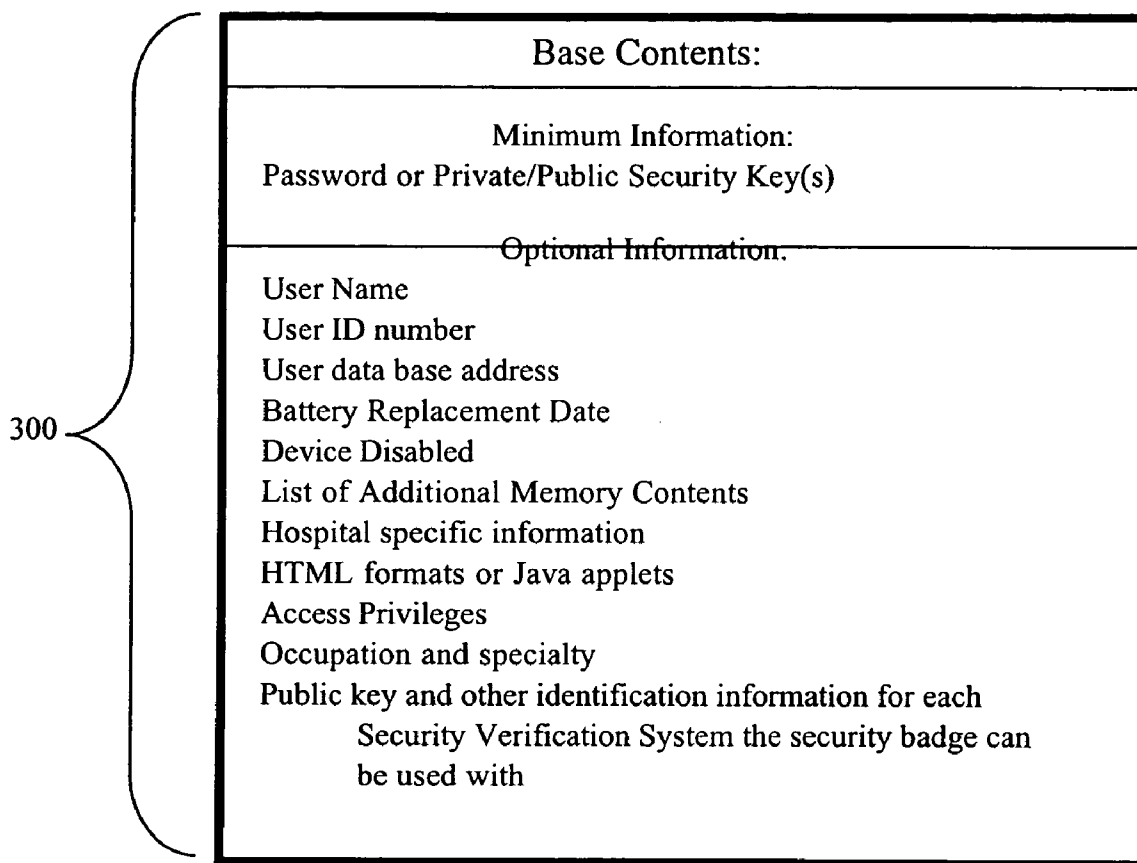 Base Contents:
Minimum Information:
Password or Private/Public Security Key(s)
Optional Information:
User Name
User ID number
User data base address
Battery Replacement Date
Device Disabled
List of Additional Memory Contents
Hospital specific information
HTML formats or Java applets
Access Privileges
Occupation and specialty
Public key and other identification information for each
Security Verification System the security badge can
be used with
300